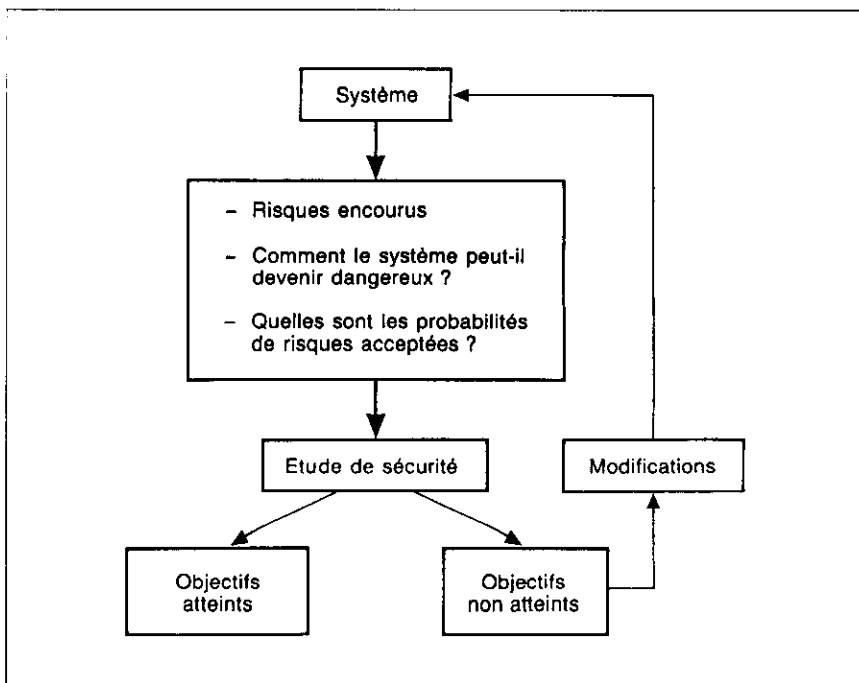 Système
– Risques encourus
– Comment le système peut-il
devenir dangereux ?
– Quelles sont les probabilités
de risques acceptées ?
Etude de sécurité
Modifications
Objectifs
atteints
Objectifs
non atteints